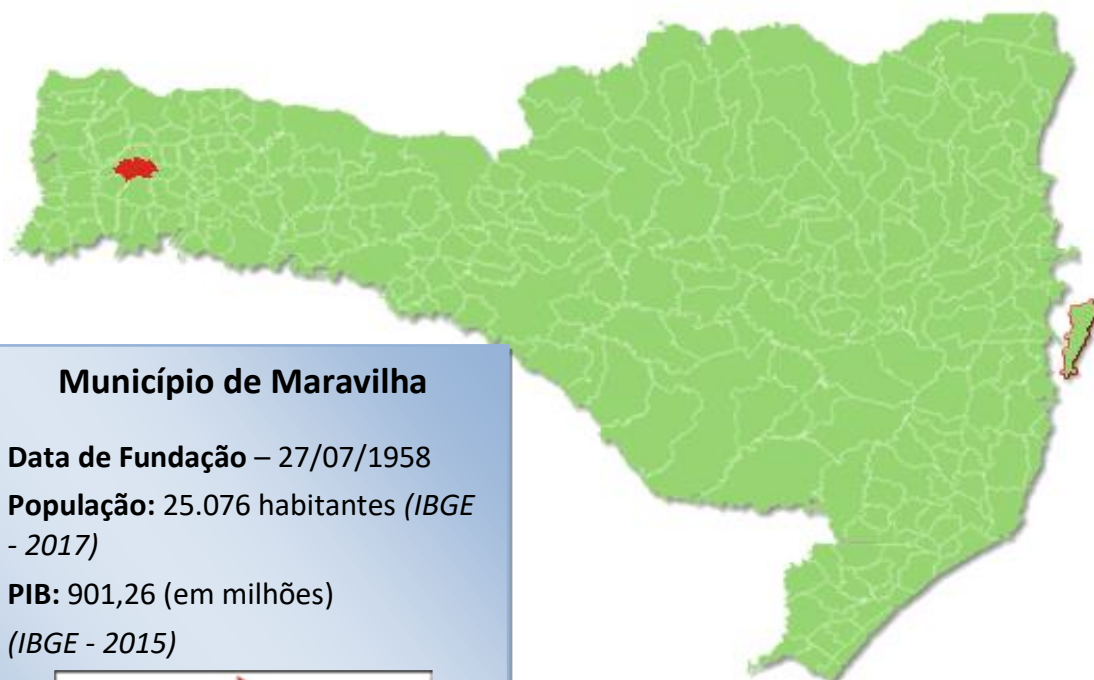 Município de Maravilha
Data de Fundação – 27/07/1958
População: 25.076 habitantes (IBGE
- 2017)
PIB: 901,26 (em milhões)
(IBGE - 2015)